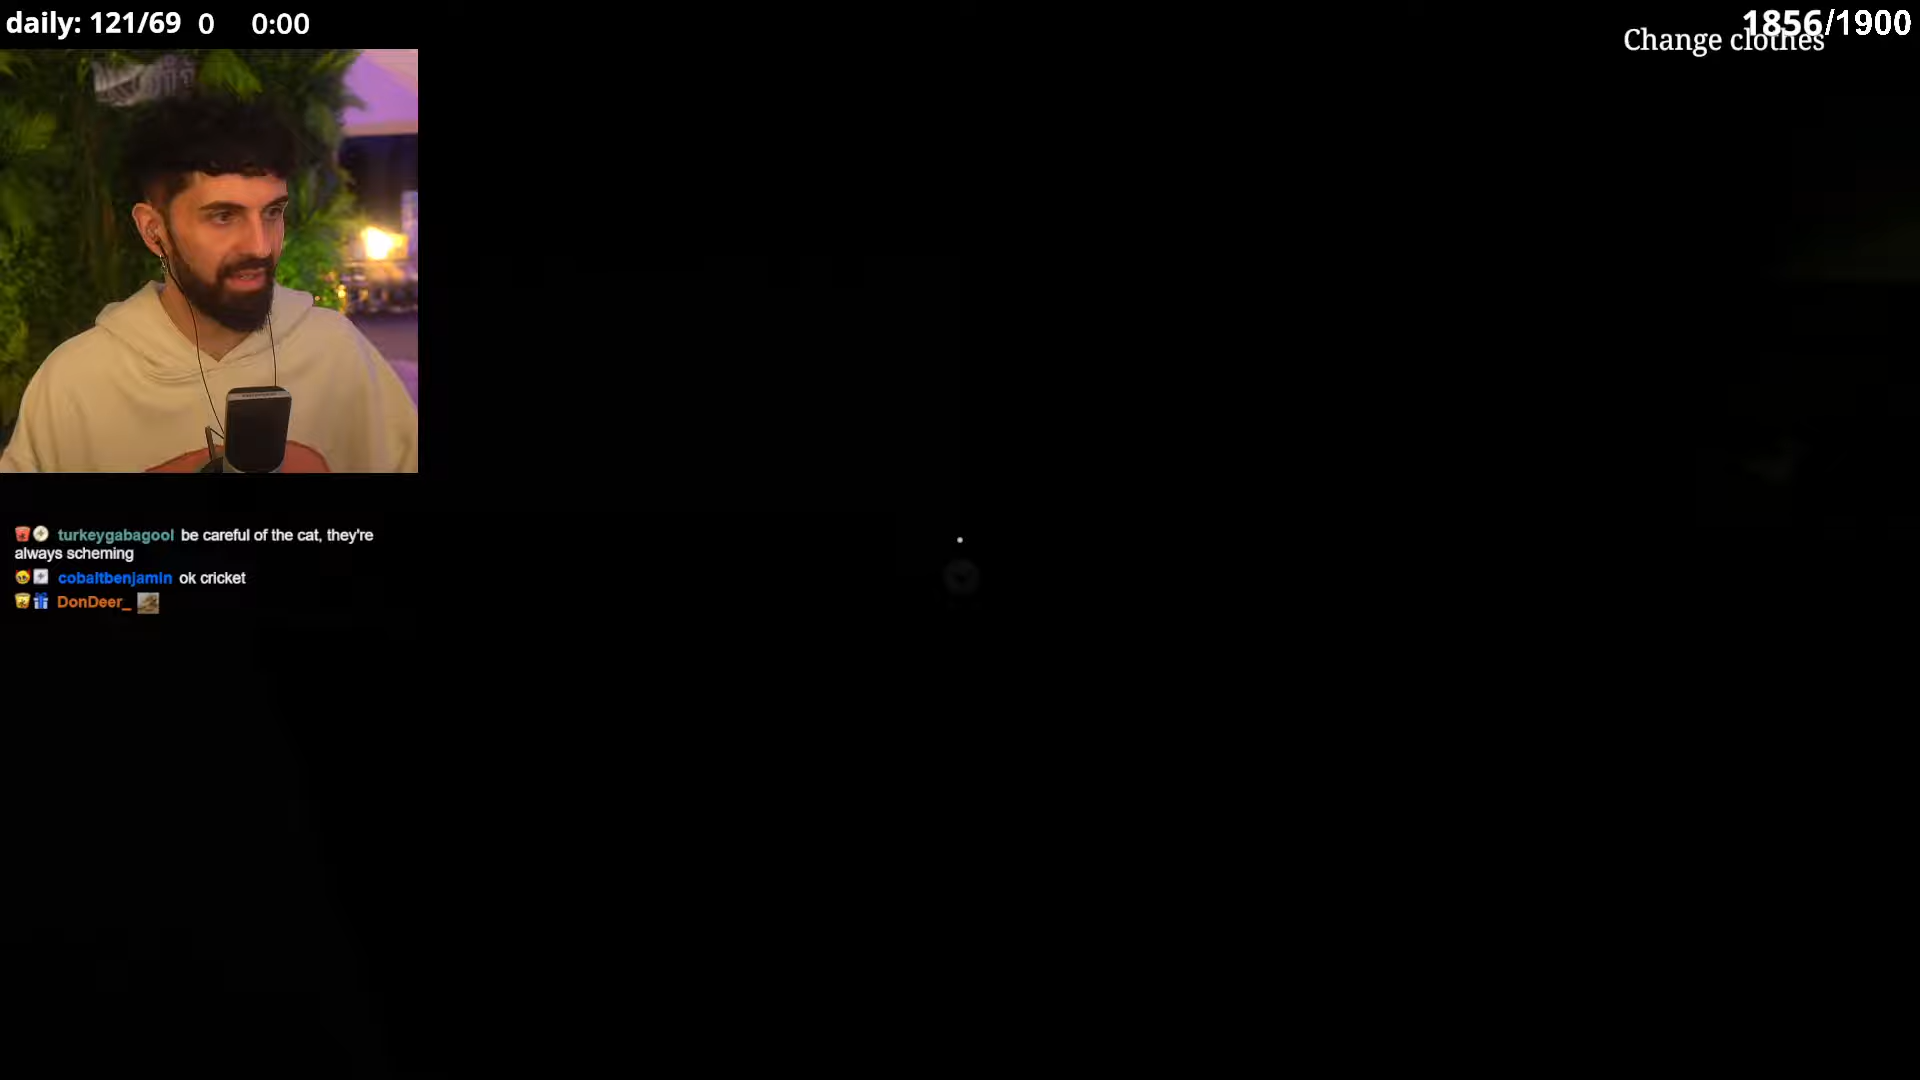 daily: 121/69 0 0:00
1856/1900
Change clothes
turkeygabagool be careful of the cat, they're
always scheming
cobaltbenjamin ok cricket
DonDeer_